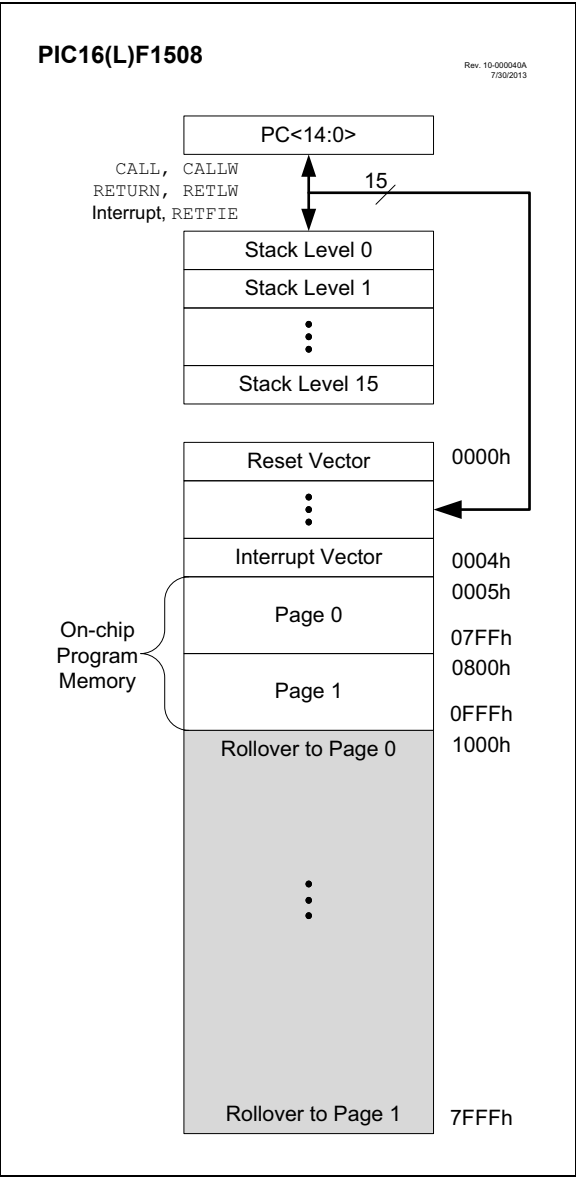 PIC16(L)F1508
Rev. 10-000040A
7/30/2013
PC<14:0>
CALL, CALLW
RETURN, RETLW
Interrupt, RETFIE
15
Stack Level 0
Stack Level 1
Stack Level 15
Reset Vector
0000h
Interrupt Vector
0004h
0005h
Page 0
On-chip
Program
Memory
07FFh
0800h
Page 1
0FFFh
Rollover to Page 0
1000h
Rollover to Page 1
7FFFh